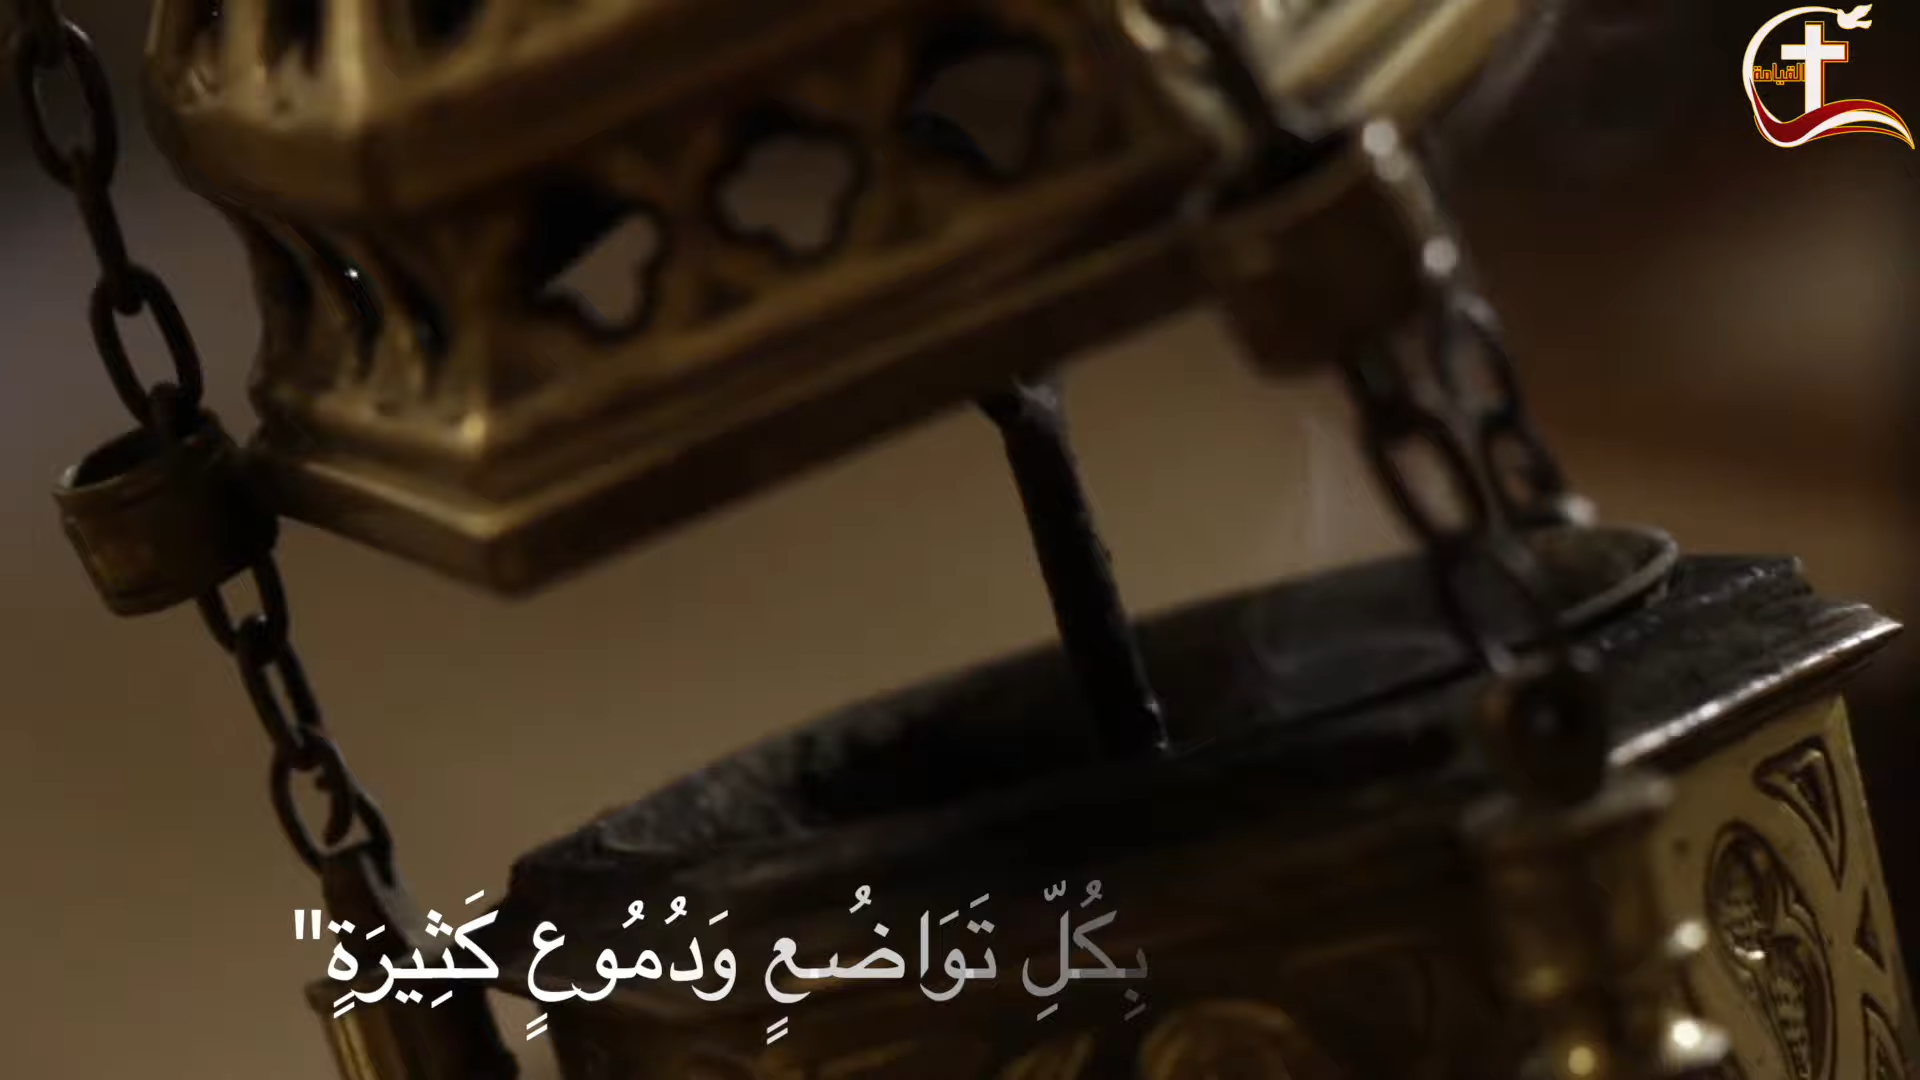 القيامة
بِكُلِّ تَوَاضُعٍ وَدُمُوعٍ كَثِيرَةٍ"